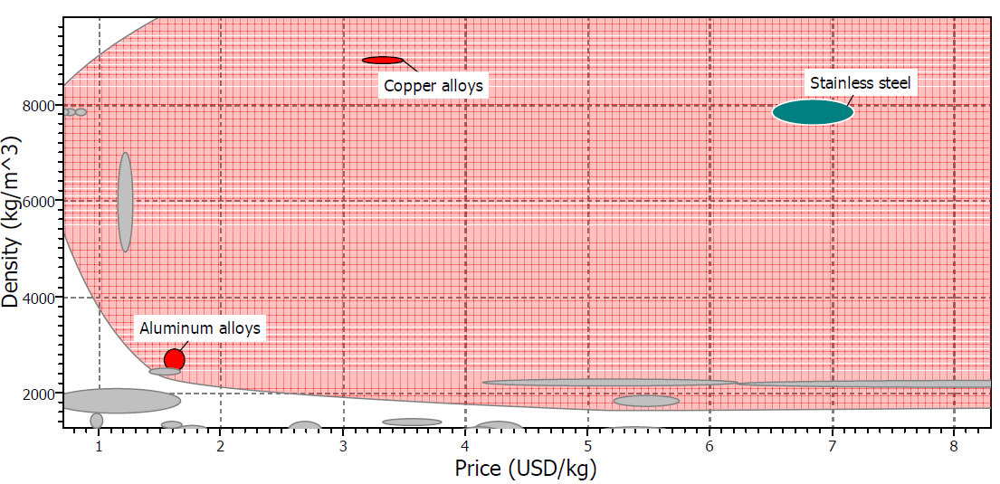 Copper alloys
Stainless steel
8000
6000
4000
Aluminum alloys
2000
Density (kg/m^3)
1 2 3 4 5 6 7 8
Price (USD/kg)